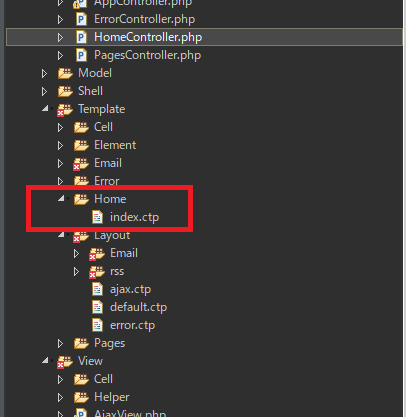 AppController.php
ErrorController.php
HomeController.php
PagesController.php
Model
Shell
Template
Cell
Element
Email
Error
Home
index.ctp
Layout
Email
rss
ajax.ctp
default.ctp
error.ctp
Pages
View
Cell
Helper
AjaxView.php